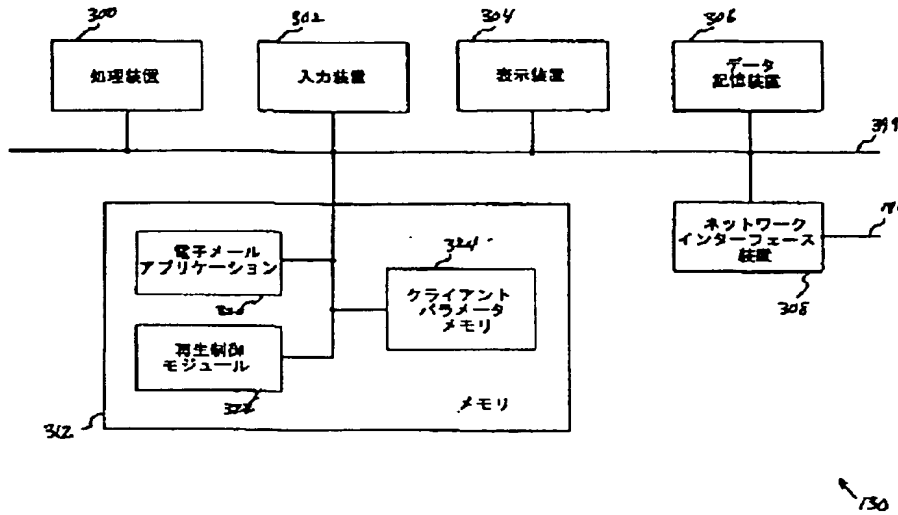 300
302
304
306
処理装置
入力装置
表示装置
データ
記憶装置
399
ネットワーク
インターフェース
装置
308
電子メール
アプリケーション
320
324
クライアント
パラメータ
メモリ
再生制御
モジュール
322
メモリ
312
130